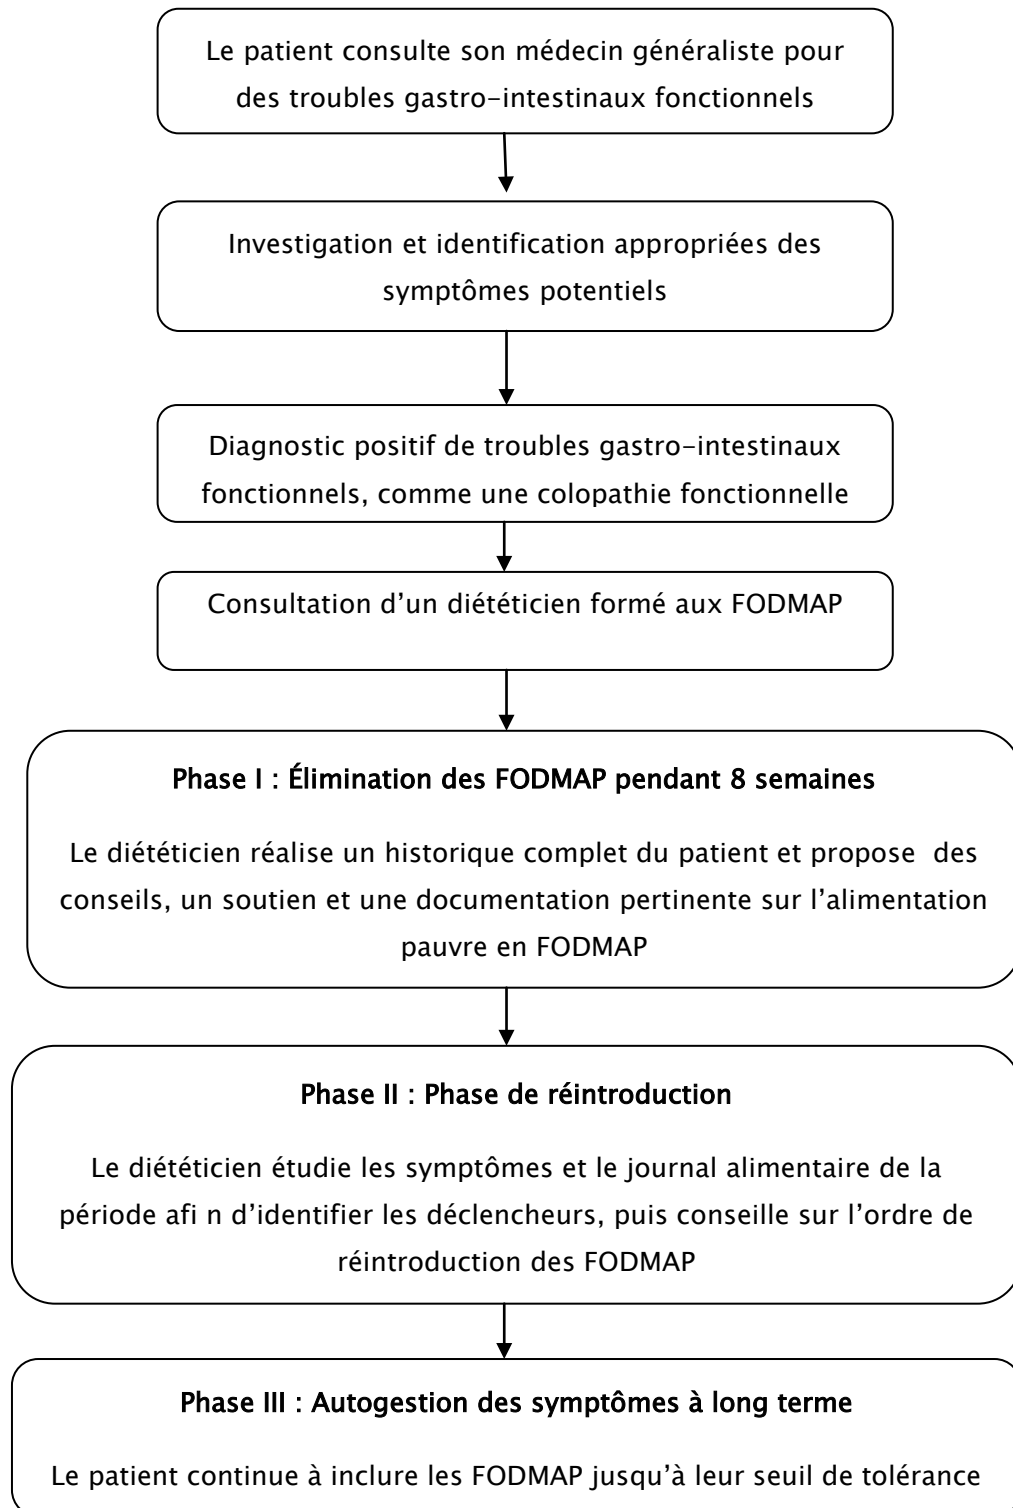 Le patient consulte son médecin généraliste pour
des troubles gastro-intestinaux fonctionnels
Investigation et identification appropriées des
symptômes potentiels
Diagnostic positif de troubles gastro-intestinaux
fonctionnels, comme une colopathie fonctionnelle
Consultation d'un diététicien formé aux FODMAP
Phase I : Élimination des FODMAP pendant 8 semaines
Le diététicien réalise un historique complet du patient et propose  des
conseils, un soutien et une documentation pertinente sur l'alimentation
pauvre en FODMAP
Phase II : Phase de réintroduction
Le diététicien étudie les symptômes et le journal alimentaire de la
période afi n d'identifier les déclencheurs, puis conseille sur l'ordre de
réintroduction des FODMAP
Phase III : Autogestion des symptômes à long terme
Le patient continue à inclure les FODMAP jusqu'à leur seuil de tolérance